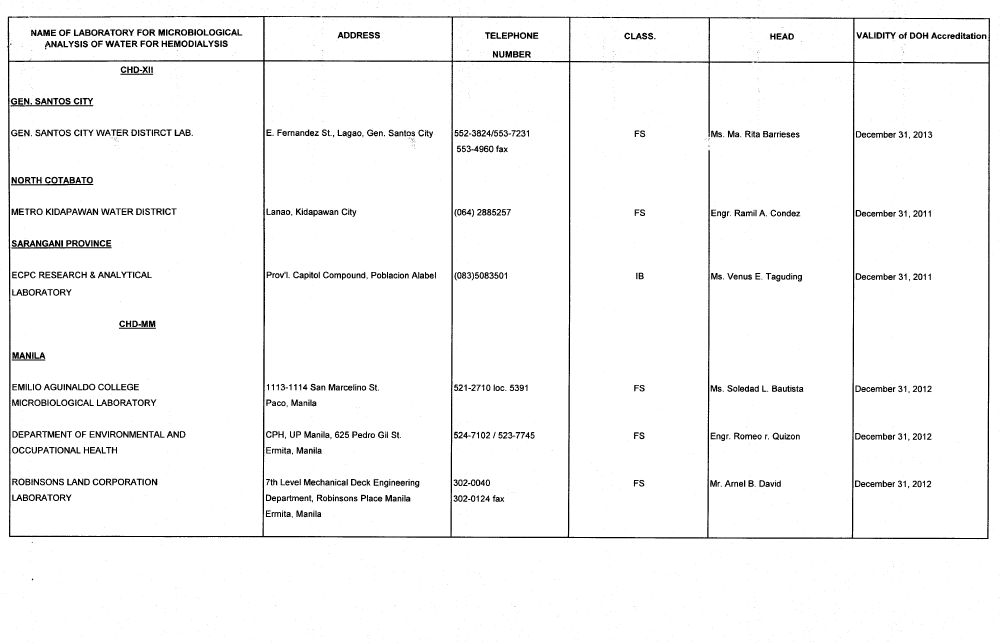 NAME OF LABORATORY FOR MICROBIOLOGICAL
ANALYSIS OF WATER FOR HEMODIALYSIS
ADDRESS
TELEPHONE
NUMBER
CLASS.
HEAD
VALIDITY of DOH Accreditation
CHD-XII
GEN. SANTOS CITY
GEN. SANTOS CITY WATER DISTIRCT LAB.
E. Fernandez St., Lagao, Gen. Santos City
552-3824/553-7231
553-4960 fax
FS
Ms. Ma. Rita Barrieses
December 31, 2013
NORTH COTABATO
METRO KIDAPAWAN WATER DISTRICT
Lanao, Kidapawan City
(064) 2885257
FS
Engr. Ramil A. Condez
December 31, 2011
SARANGANI PROVINCE
ECPC RESEARCH & ANALYTICAL
LABORATORY
Prov'l. Capitol Compound, Poblacion Alabel
(083)5083501
IB
Ms. Venus E. Taguding
December 31, 2011
CHD-MM
MANILA
EMILIO AGUINALDO COLLEGE
MICROBIOLOGICAL LABORATORY
1113-1114 San Marcelino St.
Paco, Manila
521-2710 loc. 5391
FS
Ms. Soledad L. Bautista
December 31, 2012
DEPARTMENT OF ENVIRONMENTAL AND
OCCUPATIONAL HEALTH
CPH, UP Manila, 625 Pedro Gil St.
Ermita, Manila
524-7102 / 523-7745
FS
Engr. Romeo r. Quizon
December 31, 2012
ROBINSONS LAND CORPORATION
LABORATORY
7th Level Mechanical Deck Engineering
Department, Robinsons Place Manila
Ermita, Manila
302-0040
302-0124 fax
FS
Mr. Arnel B. David
December 31, 2012